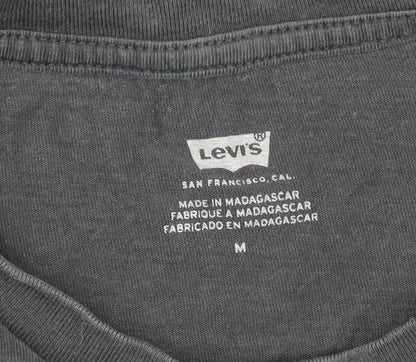 Levi's®
SAN FRANCISCO, CAL.
MADE IN MADAGASCAR
FABRIQUE A MADAGASCAR
FABRICADO EN MADAGASCAR
M